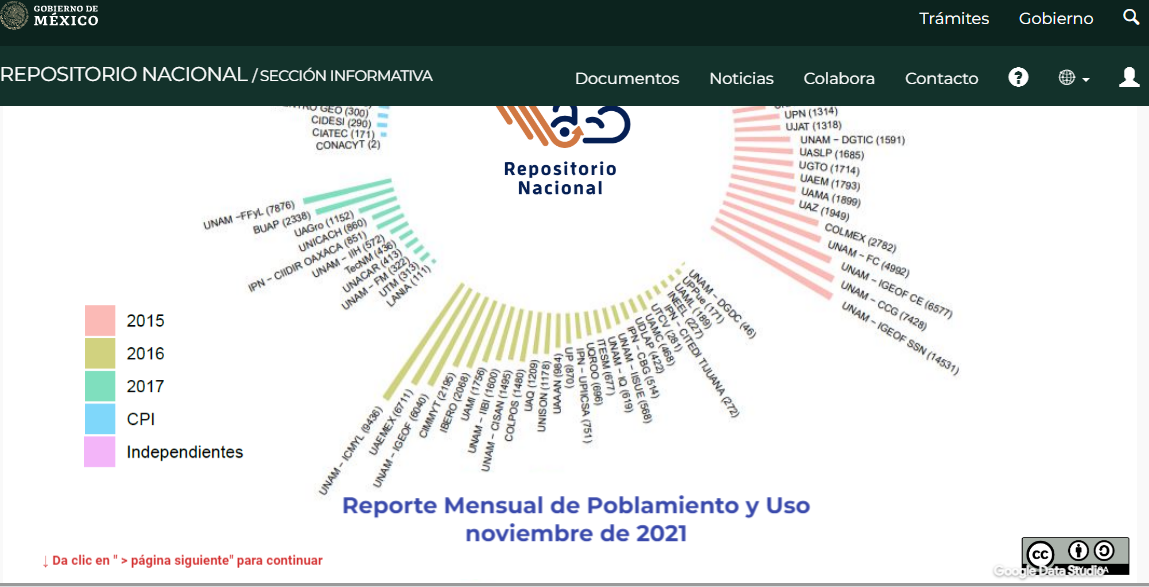 GOBIERNO DE
MÉXICO
Trámites
Gobierno
REPOSITORIO NACIONAL / SECCIÓN INFORMATIVA
Documentos
Noticias
Colabora
Contacto
?
CIDESI (290)
CIATEC (171)
CONACYT (2)
Repositorio
Nacional
UPN (1314)
UJAT (1318)
UNAM – DGTIC (1591)
UASLP (1685)
UGTO (1714)
UAEM (1793)
UAMA (1899)
UAZ (1949)
COLMEX (2782)
UNAM – FC (4992)
UNAM – IGEOF CE (6577)
UNAM – CCG (7428)
UNAM – IGEOF SSN (14531)
UNAM –FFyL (7876)
BUAP (2338)
UAGro (1152)
UNICACH (860)
IPN – CIIDIR OAXACA (651)
UNAM – IIH (572)
TecNM (436)
UNACAR (413)
UNAM – FM (322)
UTM (313)
LANIA (111)
UNAM – ICMYL (9436)
UAEMEX (6711)
UNAM – IGEOF (6040)
CIMMYT (2195)
IBERO (2068)
UAMI (1756)
UNAM – IIBI (1600)
UNAM – CISAN (1495)
COLPOS (1480)
UAQ (1209)
UNISON (1178)
UAAAN (984)
UP (870)
IPN – UPIICSA (751)
UQROO (696)
ITESM (677)
UNAM – IQ (619)
UNAM – IISUE (568)
IPN – CBG (514)
UDLAP (422)
UAMC (468)
UTCV (281)
IPN – CITEDI TIJUANA (272)
INEEL (227)
UAML (189)
UPPue (171)
UNAM – DGDC (46)
2015
2016
2017
CPI
Independientes
Reporte Mensual de Poblamiento y Uso
noviembre de 2021
↓ Da clic en " > página siguiente" para continuar
cc
Google Data Studio